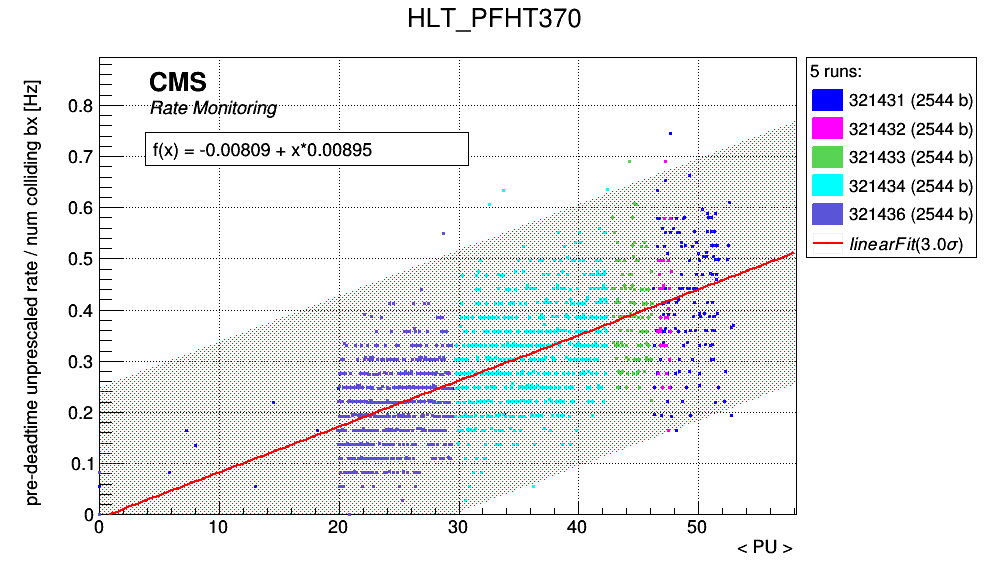 HLT_PFHT370
CMS
Rate Monitoring
f(x) = -0.00809 + x*0.00895
pre-deadtime unprescaled rate / num colliding bx [Hz]
0.8
0.7
0.6
0.5
0.4
0.3
0.2
0.1
0
0 10 20 30 40 50
< PU >
5 runs:
321431 (2544 b)
321432 (2544 b)
321433 (2544 b)
321434 (2544 b)
321436 (2544 b)
linearFit(3.0σ)